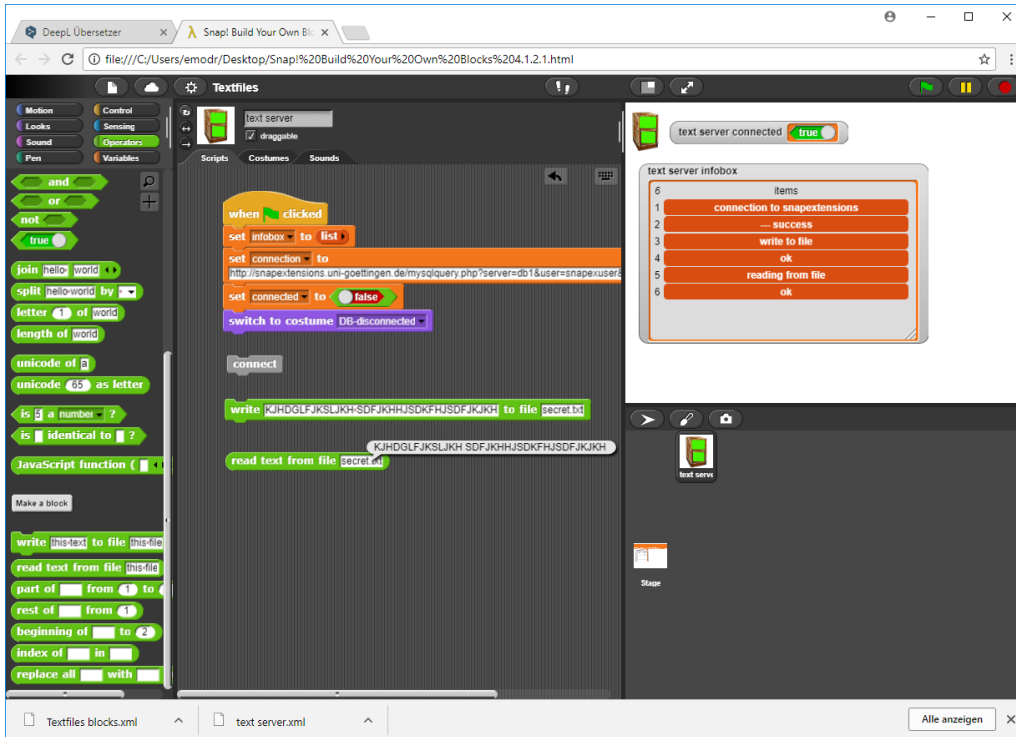 DeepL Übersetzer
Snap! Build Your Own Blo
file:///C:/Users/emodr/Desktop/Snap!%20Build%20Your%20Own%20Blocks%204.1.2.1.html
Textfiles
Motion Control
Looks Sensing
Sound Operators
Pen Variables
and
or
not
true
join hello world
split hello world by
letter 1 of world
length of world
unicode of a
unicode 65 as letter
is 5 a number ?
is identical to ?
JavaScript function (
Make a block
write this text to file this file
read text from file this file
part of from 1 to
rest of from 1
beginning of to 2
index of in
replace all with
text server
draggable
Scripts Costumes Sounds
when clicked
set infobox to list
set connection to
http://snapextensions.uni-goettingen.de/mysqlquery.php?server=db1&user=snapexuser&
set connected to false
switch to costume DB-disconnected
connect
write KJHDGLFJKSLJKH SDFJKHHJSDKFHJSDFJKJKH to file secret.txt
KJHDGLFJKSLJKH SDFJKHHJSDKFHJSDFJKJKH
read text from file secret.txt
text server connected true
text server infobox
6 items
1 connection to snapextensions
2 --- success
3 write to file
4 ok
5 reading from file
6 ok
text serve
Stage
Textfiles blocks.xml
text server.xml
Alle anzeigen